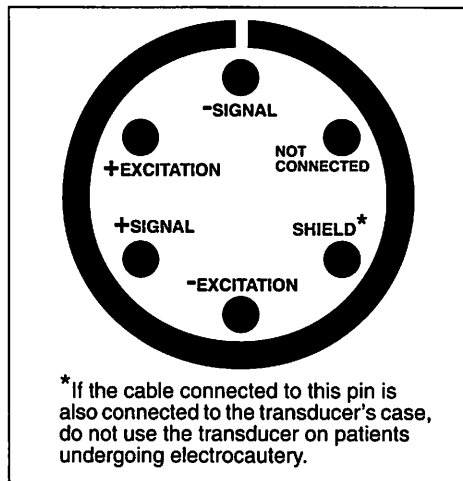 -SIGNAL
+EXCITATION
NOT
CONNECTED
+SIGNAL
SHIELD*
-EXCITATION
*If the cable connected to this pin is
also connected to the transducer's case,
do not use the transducer on patients
undergoing electrocautery.